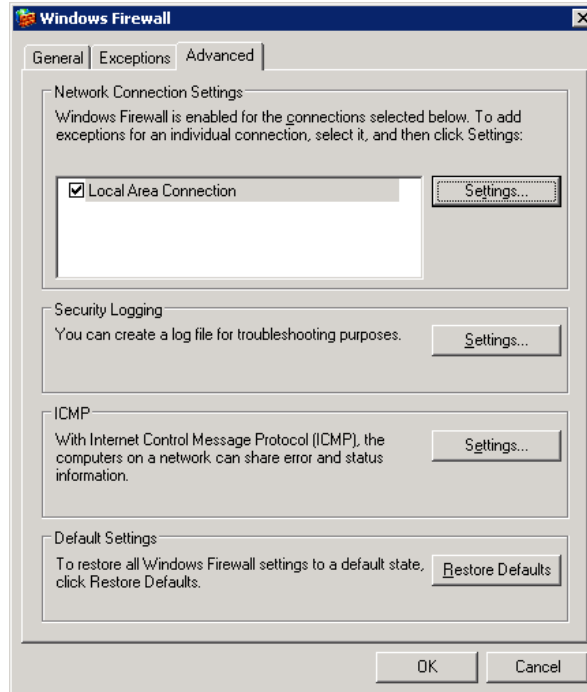 Windows Firewall
General
Exceptions
Advanced
Network Connection Settings
Windows Firewall is enabled for the connections selected below. To add
exceptions for an individual connection, select it, and then click Settings:
Local Area Connection
Settings...
Security Logging
You can create a log file for troubleshooting purposes.
Settings...
ICMP
With Internet Control Message Protocol (ICMP), the
computers on a network can share error and status
information.
Settings...
Default Settings
To restore all Windows Firewall settings to a default state,
click Restore Defaults.
Restore Defaults
OK
Cancel